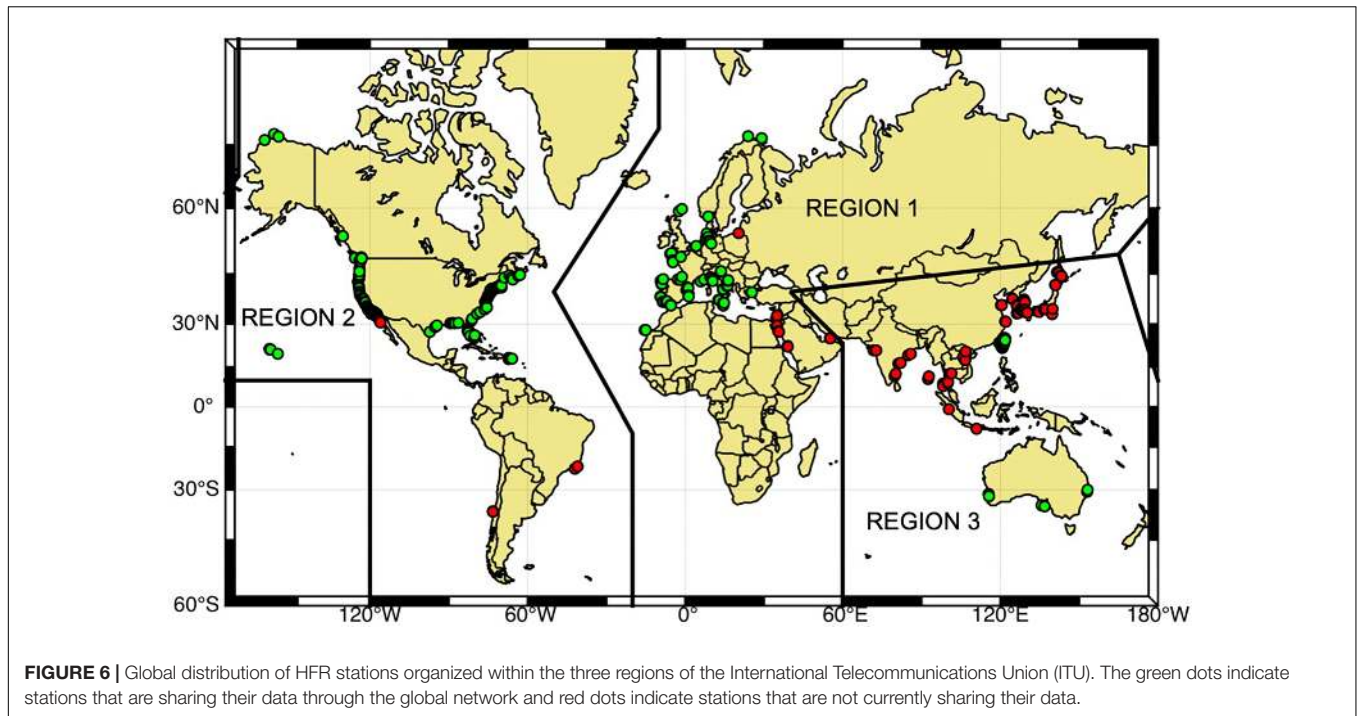 60°N
30°N
0°
30°S
60°S
REGION 1
REGION 2
REGION 3
120°W
60°W
0°
60°E
120°E
180°W
FIGURE 6 | Global distribution of HFR stations organized within the three regions of the International Telecommunications Union (ITU). The green dots indicate
stations that are sharing their data through the global network and red dots indicate stations that are not currently sharing their data.